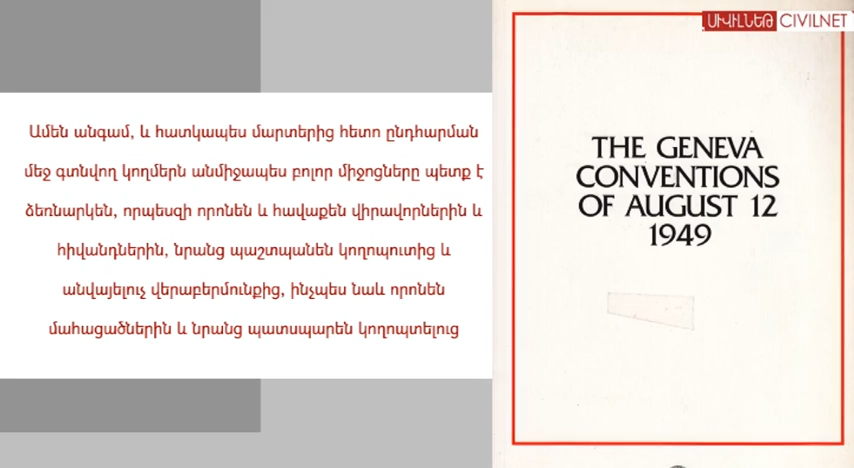 ՍԻՎԻԼՆԵԹ CIVILNET
Ամեն անգամ, և հատկապես մարտերից հետո ընդհարման
մեջ գտնվող կողմերն անմիջապես բոլոր միջոցները պետք է
ձեռնարկեն, որպեսզի որոնեն և հավաքեն վիրավորներին և
հիվանդներին, նրանց պաշտպանեն կողոպուտից և
անվայելուչ վերաբերմունքից, ինչպես նաև որոնեն
մահացածներին և նրանց պատսպարեն կողոպտելուց
THE GENEVA
CONVENTIONS
OF AUGUST 12
1949